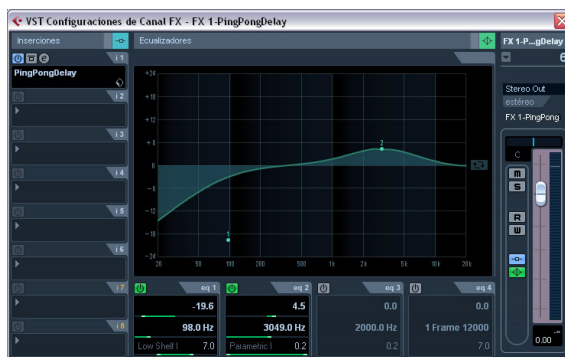 VST Configuraciones de Canal FX - FX 1-PingPongDelay
Inserciones
Ecualizadores
FX 1-P...gDelay
i 1
6
PingPongDelay
i 2
Stereo Out
estéreo
FX 1-PingPong
i 3
C
i 4
m
S
i 5
R
W
i 6
i 7
i 8
+24
+18
+12
+6
0
-6
-12
-18
-24
1
2
20
50
100
200
500
1k
2k
5k
10k
20k
eq 1
eq 2
eq 3
eq 4
-19.6
4.5
0.0
0.0
98.0 Hz
3049.0 Hz
2000.0 Hz
1 Frame 12000
Low Shelf I
7.0
Parametric I
0.2
0.2
7.0
-∞
0.00